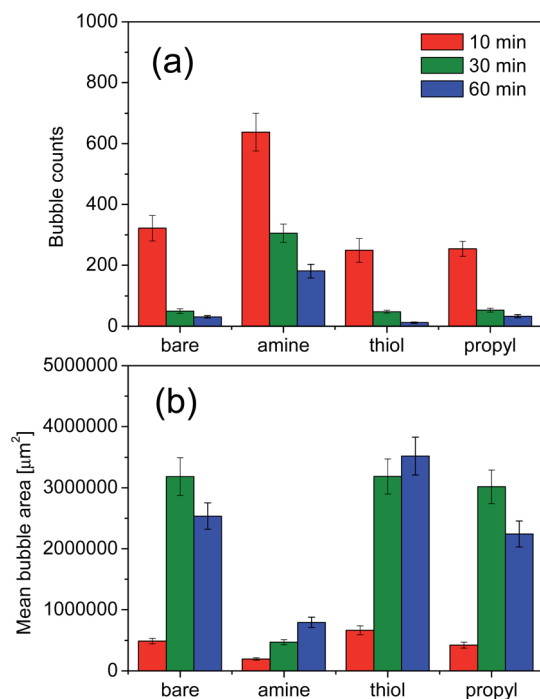 1000
(a)
10 min
30 min
60 min
800
600
400
200
0
Bubble counts
bare amine thiol propyl
5000000
(b)
4000000
3000000
2000000
1000000
0
Mean bubble area [μm²]
bare amine thiol propyl